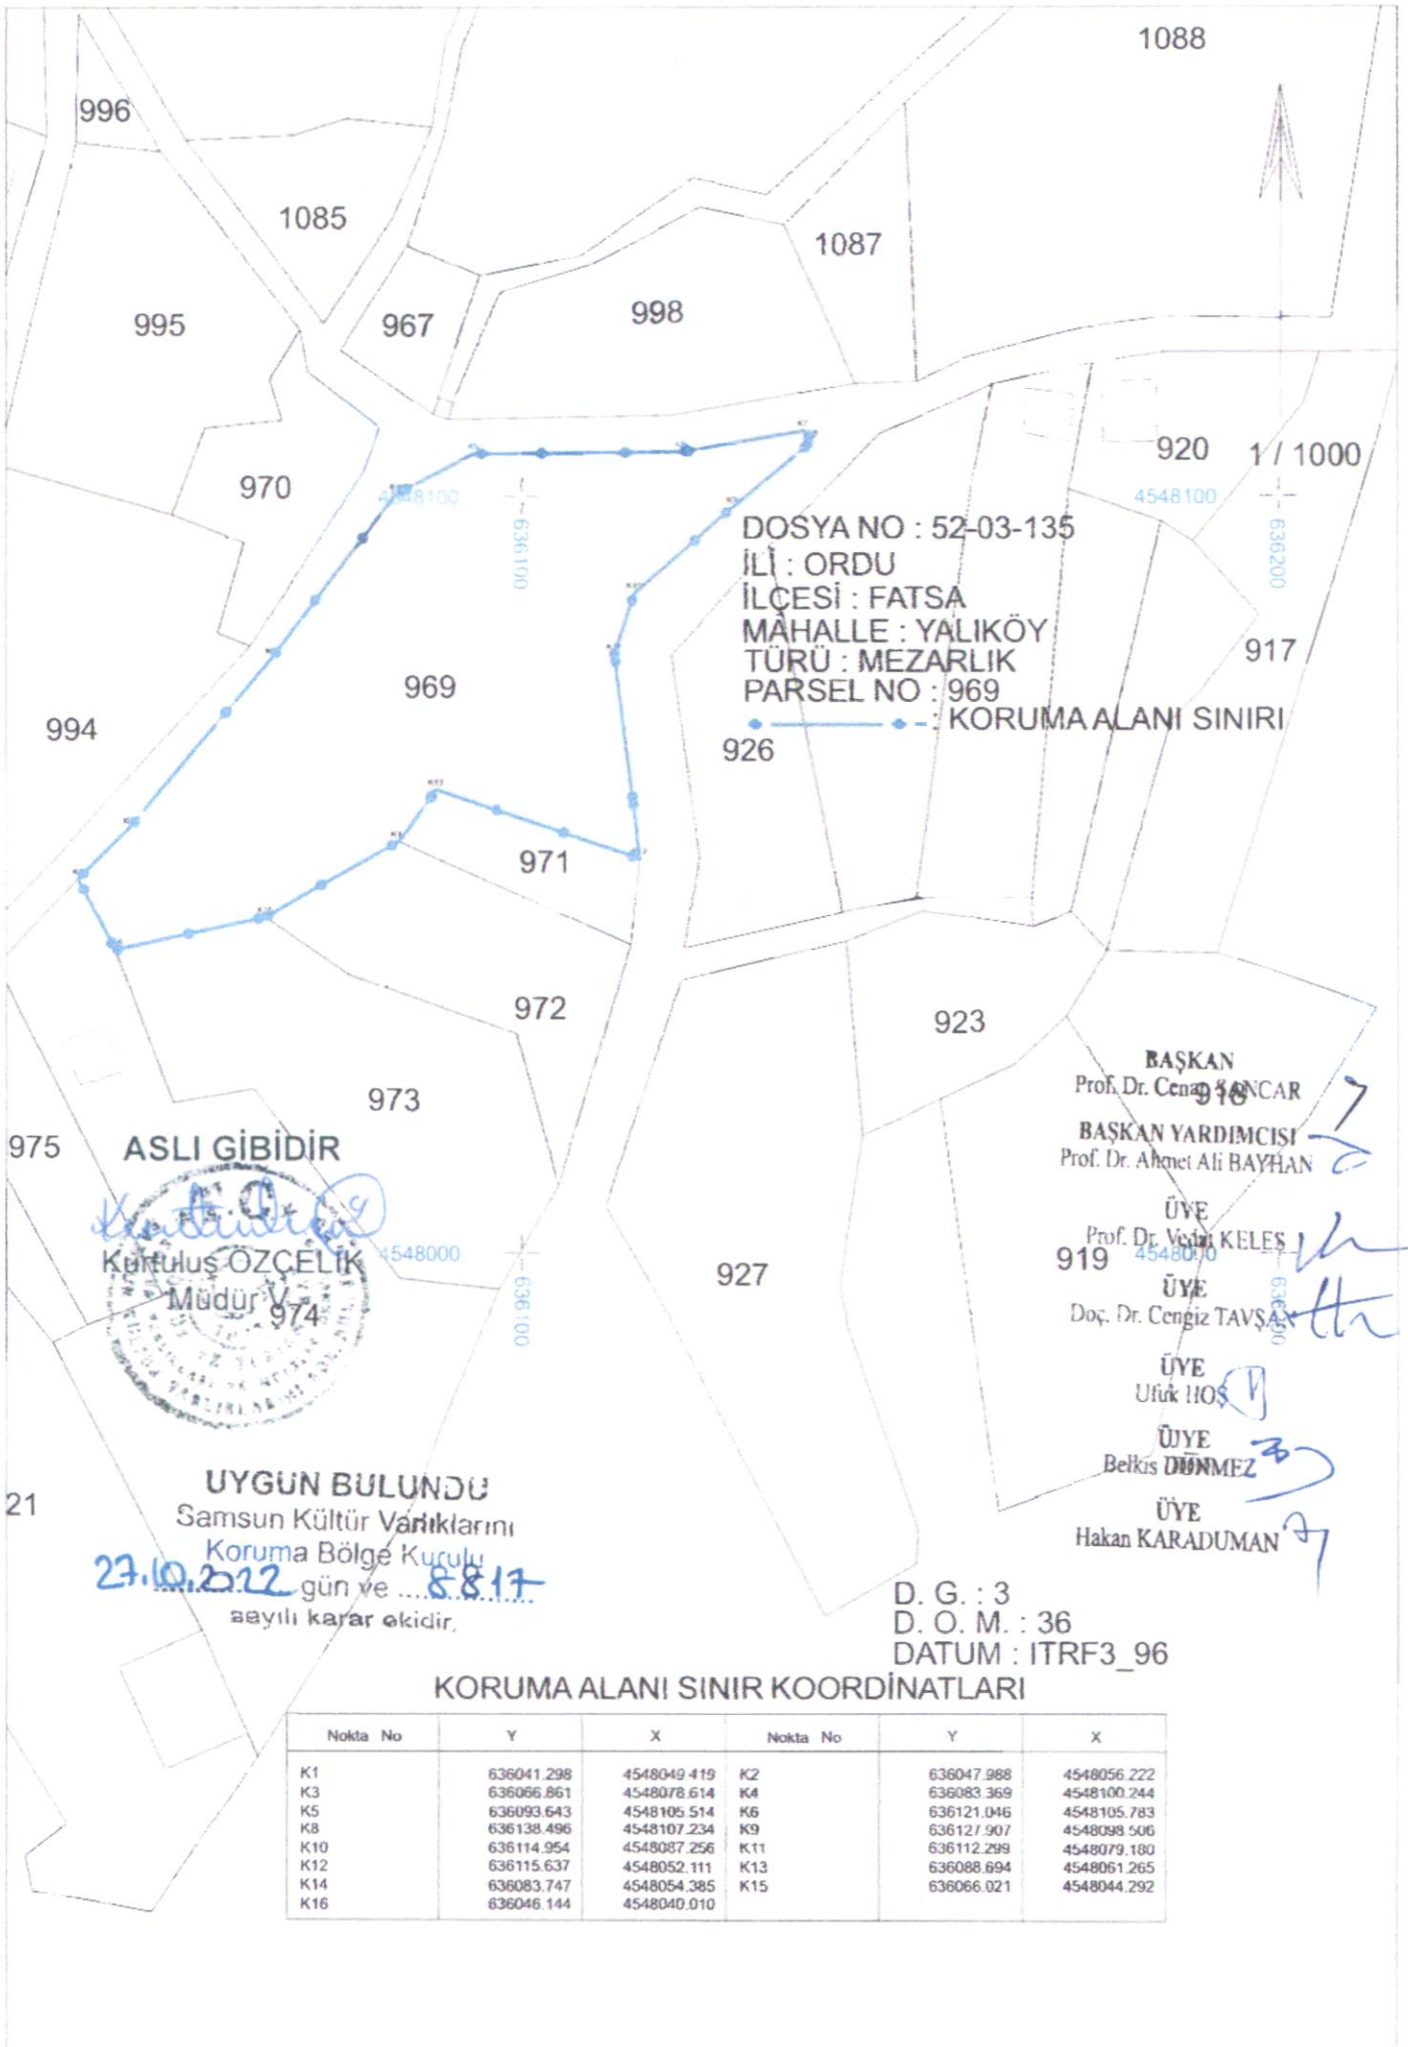 1088
996
1085
1087
995
967
998
970
4548100
636100
920
1 / 1000
4548100
636200
DOSYA NO : 52-03-135
İLİ : ORDU
İLÇESİ : FATSA
MAHALLE : YALIKÖY
TÜRÜ : MEZARLIK
PARSEL NO : 969
: KORUMA ALANI SINIRI
917
969
994
926
971
972
923
973
975
BAŞKAN
Prof. Dr. Cenap SANCAR
918
BAŞKAN YARDIMCISI
Prof. Dr. Ahmet Ali BAYHAN
ÜYE
Prof. Dr. Vedat KELEŞ
919
4548000
636200
ÜYE
Doç. Dr. Cengiz TAVŞAN
ÜYE
Ufuk HOŞ
ÜYE
Belkis DÖNMEZ
ÜYE
Hakan KARADUMAN
ASLI GİBİDİR
Kurtuluş ÖZÇELİK
Müdür V.
974
4548000
636100
927
21
UYGUN BULUNDU
Samsun Kültür Varlıklarını
Koruma Bölge Kurulu
27.10.2022 gün ve ....8817
sayılı karar ekidir.
D. G. : 3
D. O. M. : 36
DATUM : ITRF3_96
KORUMA ALANI SINIR KOORDİNATLARI
Nokta No Y X Nokta No Y X
K1 636041.298 4548049.419 K2 636047.988 4548056.222
K3 636066.861 4548078.614 K4 636083.369 4548100.244
K5 636093.643 4548105.514 K6 636121.046 4548105.783
K8 636138.496 4548107.234 K9 636127.907 4548098.506
K10 636114.954 4548087.256 K11 636112.299 4548079.180
K12 636115.637 4548052.111 K13 636088.694 4548061.265
K14 636083.747 4548054.385 K15 636066.021 4548044.292
K16 636046.144 4548040.010